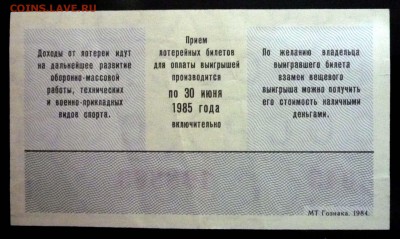 COINS.LAVE.RU
Доходы от лотереи идут
на дальнейшее развитие
оборонно-массовой
работы, технических
и военно-прикладных
видов спорта.
Прием
лотерейных билетов
для оплаты выигрышей
производится
по 30 июня
1985 года
включительно
По желанию владельца
выигравшего билета
взамен вещевого
выигрыша можно получить
его стоимость наличными
деньгами.
МТ Гознака. 1984.